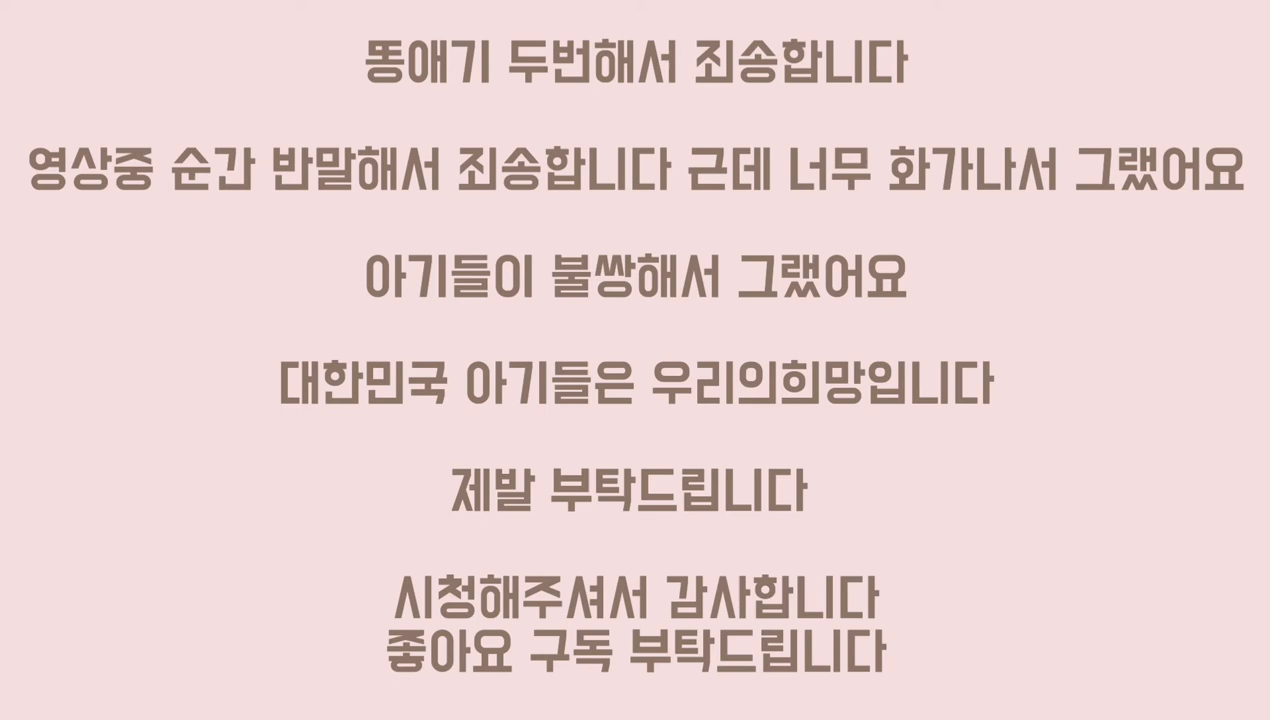 똥얘기 두번해서 죄송합니다
영상중 순간 반말해서 죄송합니다 근데 너무 화가나서 그랬어요
아기들이 불쌍해서 그랬어요
대한민국 아기들은 우리의희망입니다
제발 부탁드립니다
시청해주셔서 감사합니다
좋아요 구독 부탁드립니다